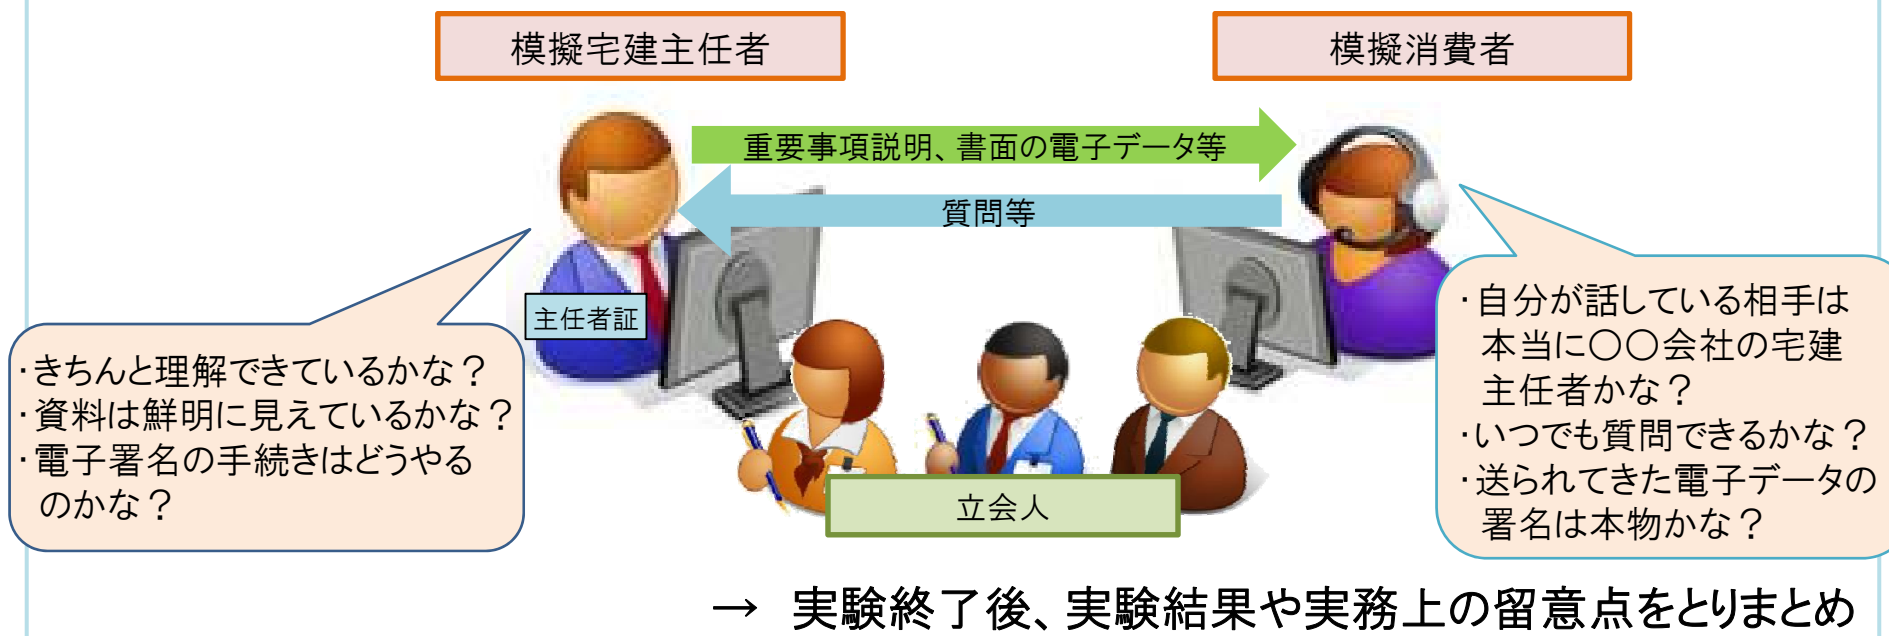 模擬宅建主任者
模擬消費者
重要事項説明、書面の電子データ等
質問等
主任者証
・きちんと理解できているかな？
・資料は鮮明に見えているかな？
・電子署名の手続きはどうやる
のかな？
・自分が話している相手は
本当に○○会社の宅建
主任者かな？
・いつでも質問できるかな？
・送られてきた電子データの
署名は本物かな？
立会人
→ 実験終了後、実験結果や実務上の留意点をとりまとめ